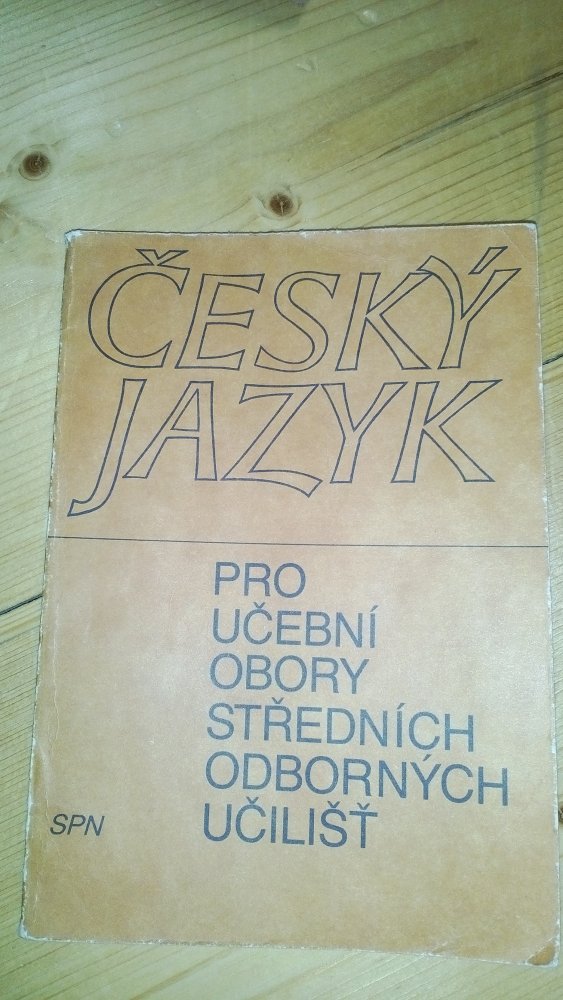 ČESKÝ
JAZYK
PRO
UČEBNÍ
OBORY
STŘEDNÍCH
ODBORNÝCH
UČILIŠŤ
SPN